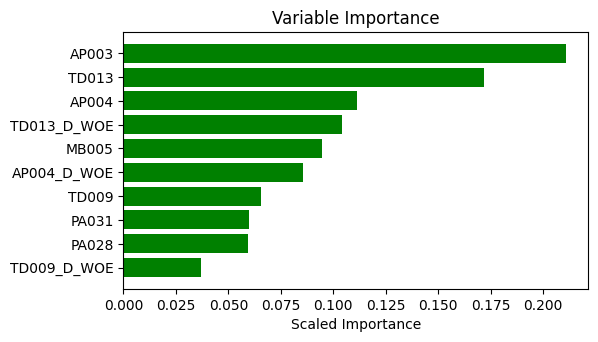 Variable Importance
AP003
TD013
AP004
TD013_D_WOE
MB005
AP004_D_WOE
TD009
PA031
PA028
TD009_D_WOE
0.000 0.025 0.050 0.075 0.100 0.125 0.150 0.175 0.200
Scaled Importance